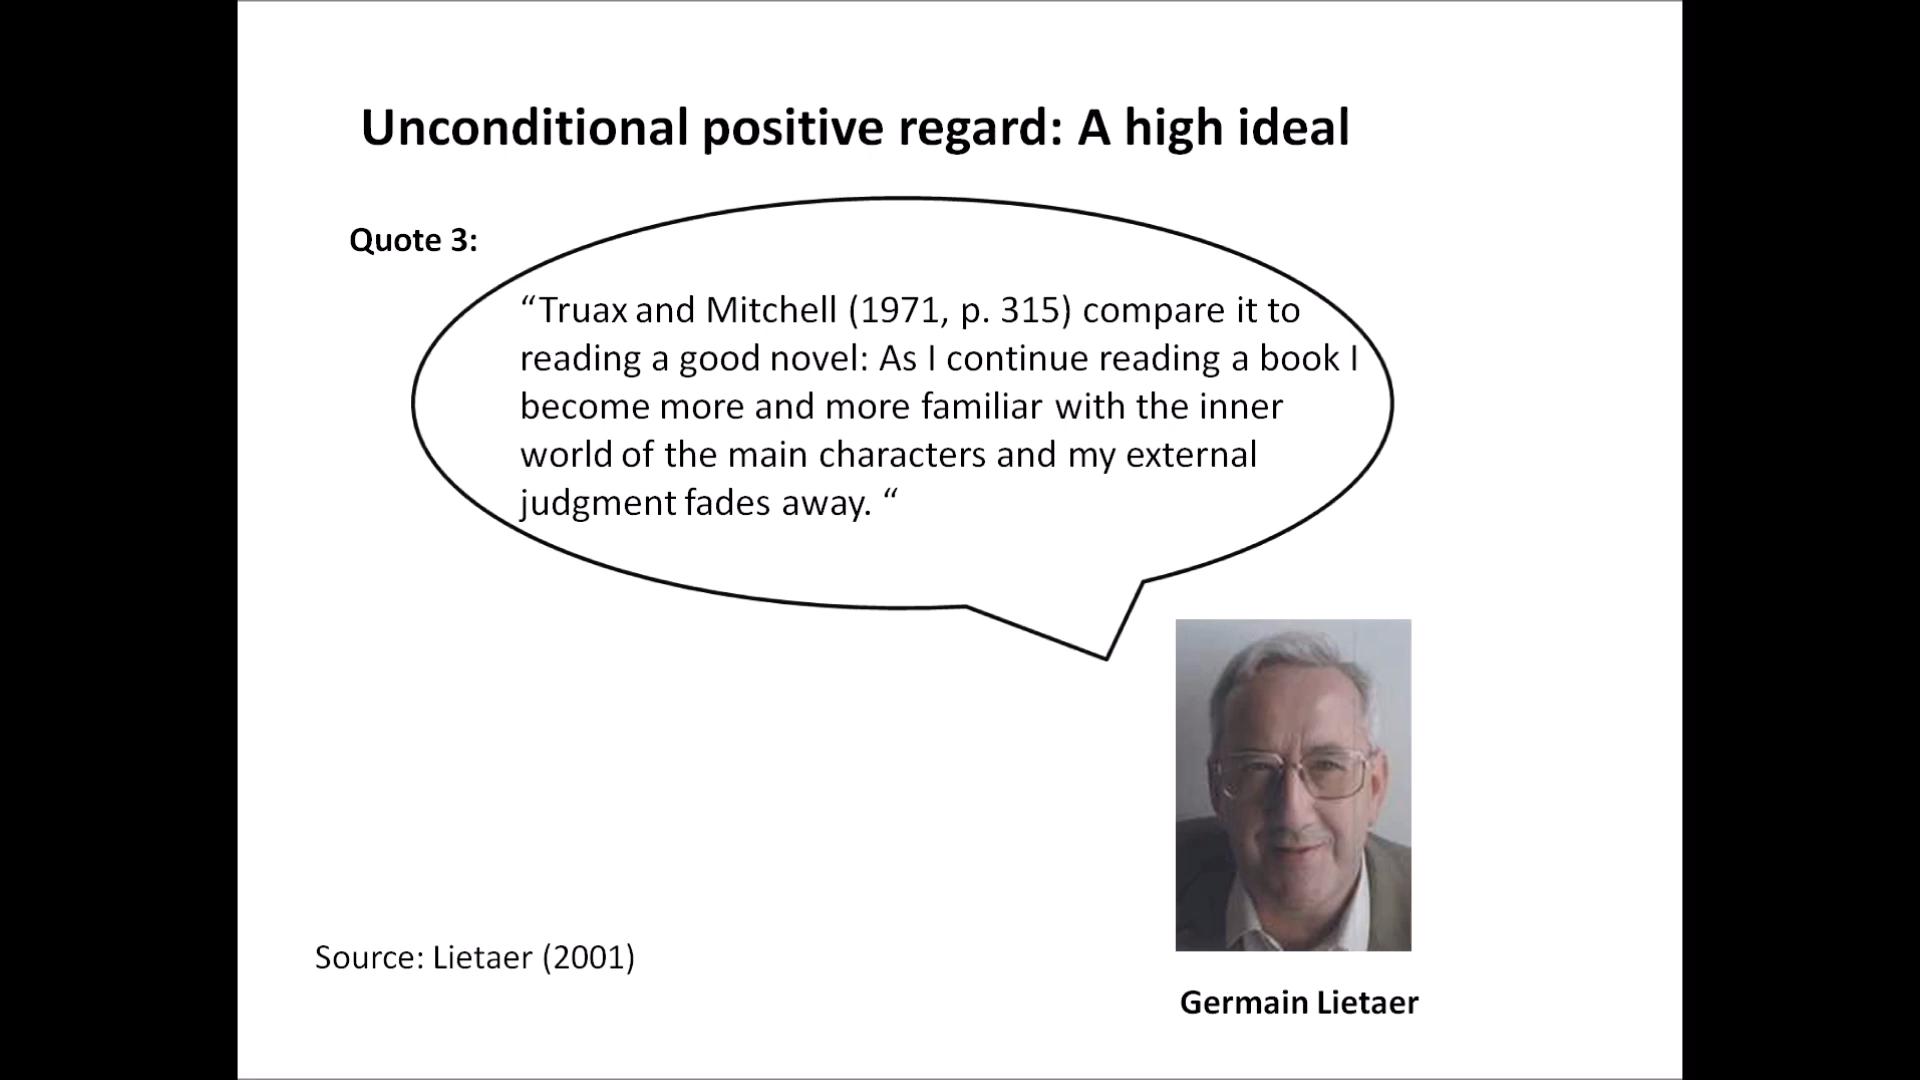 Unconditional positive regard: A high ideal
Quote 3:
“Truax and Mitchell (1971, p. 315) compare it to
reading a good novel: As I continue reading a book I
become more and more familiar with the inner
world of the main characters and my external
judgment fades away. “
Source: Lietaer (2001)
Germain Lietaer